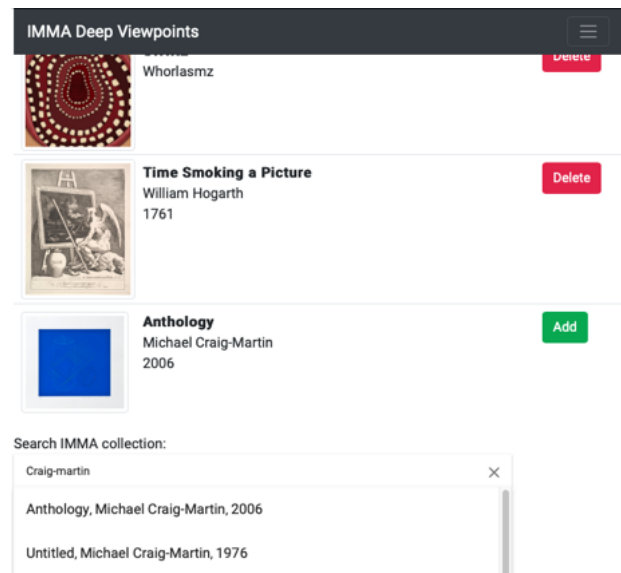 IMMA Deep Viewpoints
Whorlasmz
Delete
Time Smoking a Picture
William Hogarth
1761
Delete
Anthology
Michael Craig-Martin
2006
Add
Search IMMA collection:
Craig-martin
Anthology, Michael Craig-Martin, 2006
Untitled, Michael Craig-Martin, 1976